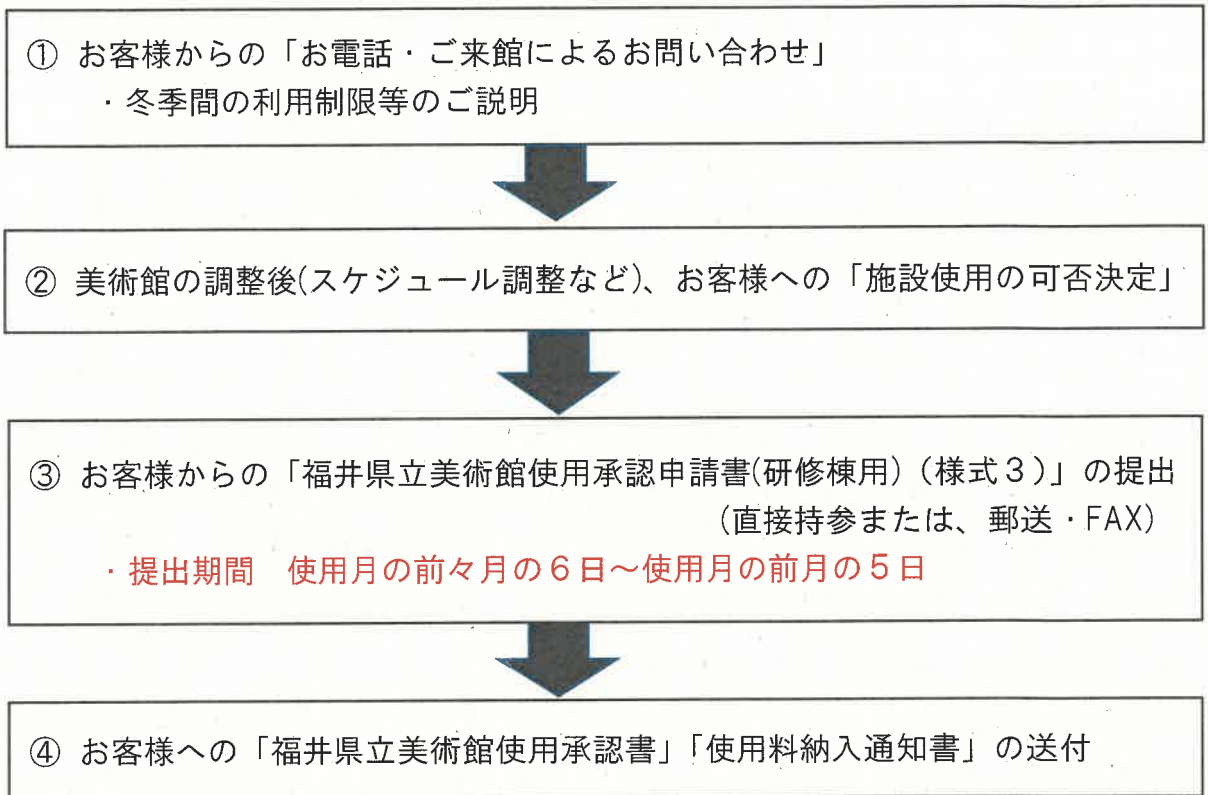 ① お客様からの「お電話・ご来館によるお問い合わせ」
・冬季間の利用制限等のご説明
② 美術館の調整後(スケジュール調整など)、お客様への「施設使用の可否決定」
③ お客様からの「福井県立美術館使用承認申請書(研修棟用)(様式3)」の提出
(直接持参または、郵送・FAX)
・提出期間 使用月の前々月の6日～使用月の前月の5日
④ お客様への「福井県立美術館使用承認書」「使用料納入通知書」の送付